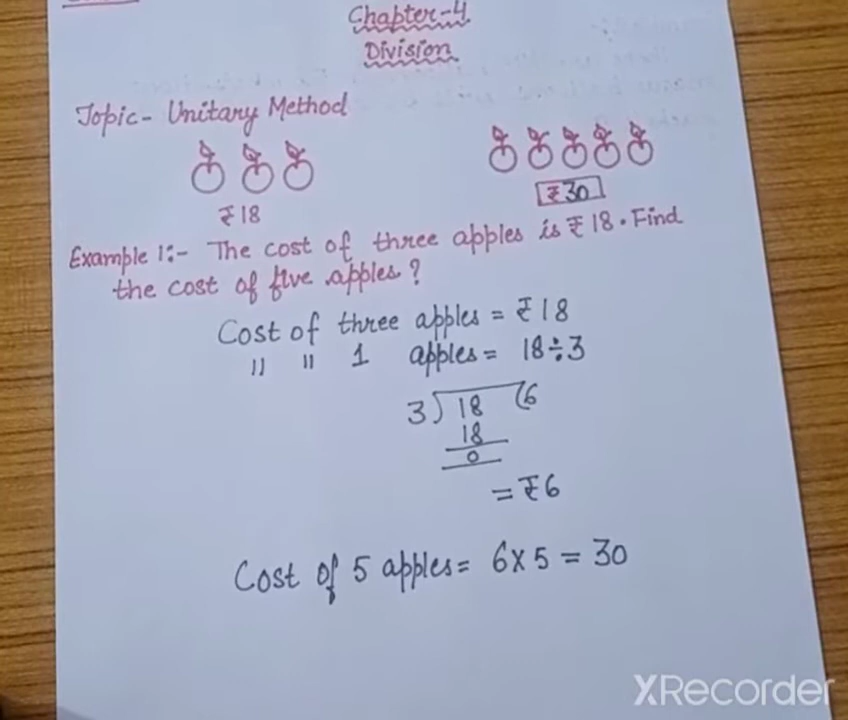 Chapter-4
Division
Topic- Unitary Method
₹18
₹30
Example 1:- The cost of three apples is ₹18. Find
the cost of five apples?
Cost of three apples = ₹18
" " 1 apples = 18÷3
3) 18 (6
18
0
= ₹6
Cost of 5 apples = 6×5 = 30
XRecorder